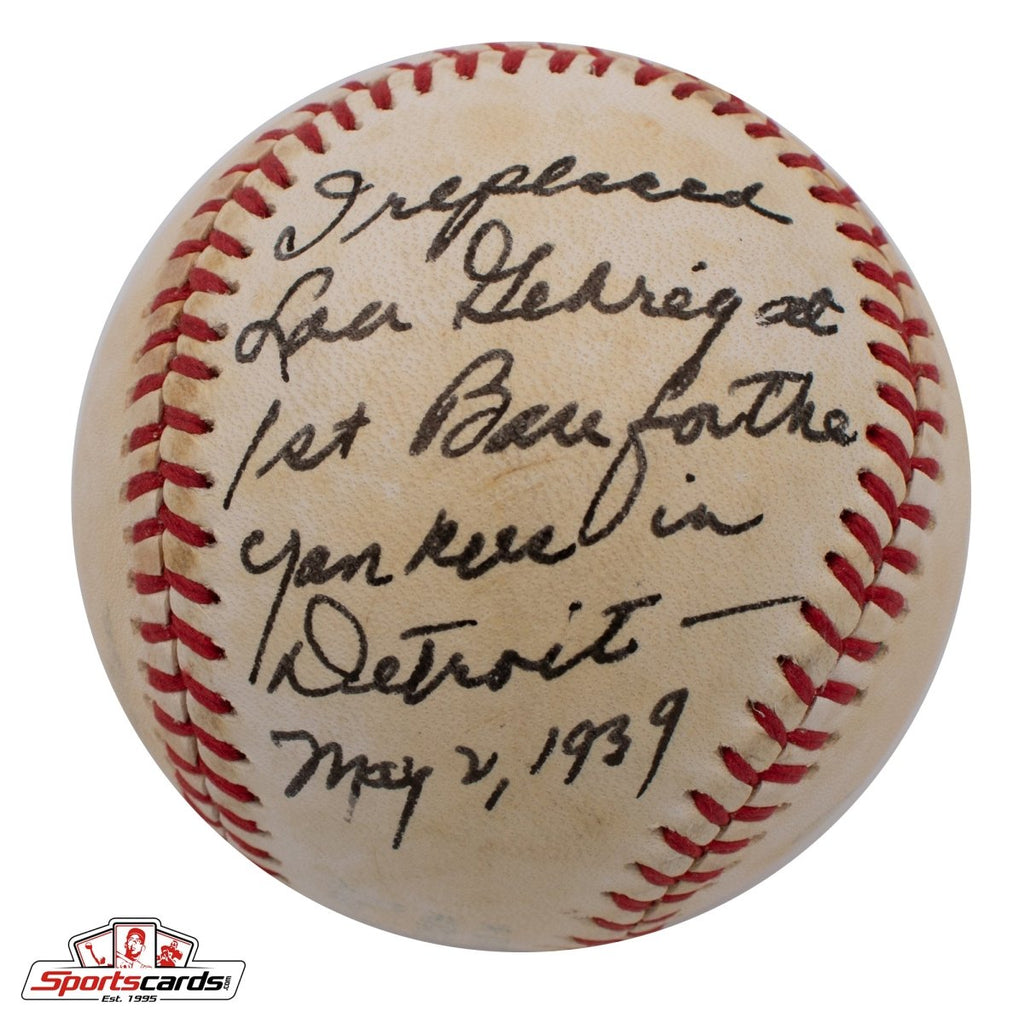 I replaced
Lou Gehrig at
1st Base for the
Yankees in
Detroit —
May 2, 1939
Sportscards.com
Est. 1995